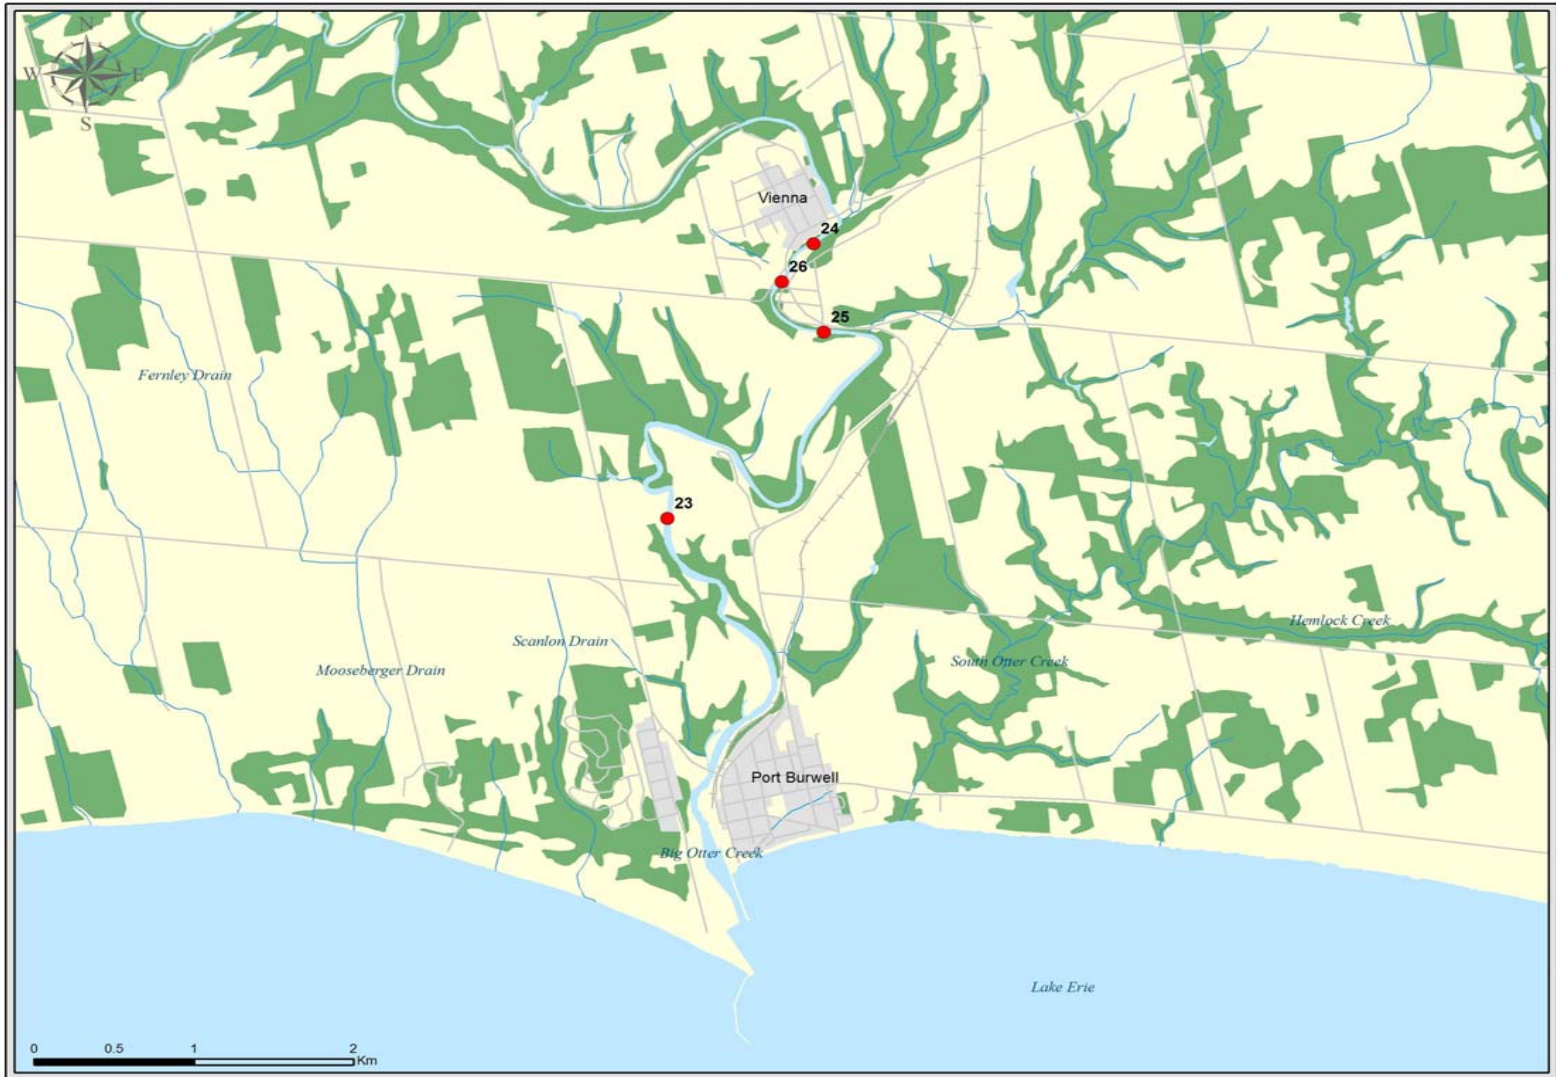 N
W E
S
Vienna
24
26
25
Fernley Drain
23
Hemlock Creek
Scanlon Drain
South Otter Creek
Mooseberger Drain
Port Burwell
Big Otter Creek
Lake Erie
0 0.5 1 2
Km